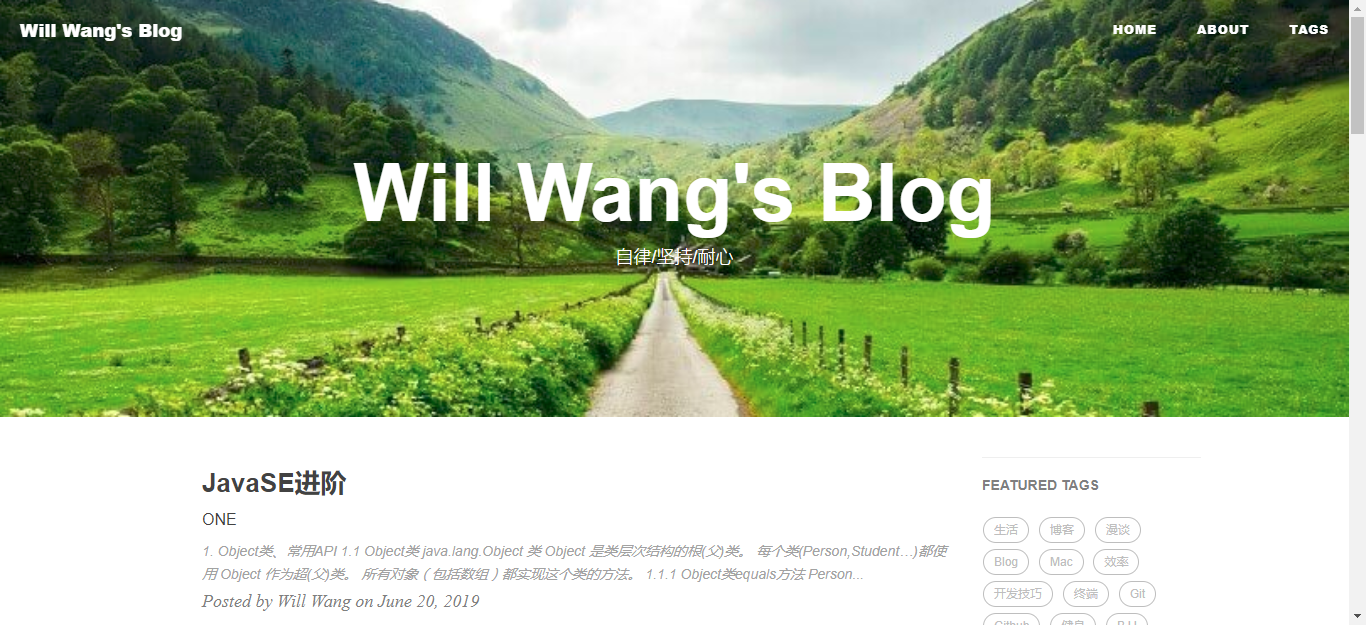 Will Wang's Blog
HOME ABOUT TAGS
Will Wang's Blog
自律/坚持/耐心
JavaSE进阶
ONE
1. Object类、常用API 1.1 Object类 java.lang.Object 类 Object 是类层次结构的根(父)类。 每个类(Person,Student…)都使
用 Object 作为超(父)类。 所有对象（包括数组）都实现这个类的方法。 1.1.1 Object类equals方法 Person...
Posted by Will Wang on June 20, 2019
FEATURED TAGS
生活 博客 漫谈
Blog Mac 效率
开发技巧 终端 Git
Github 健身